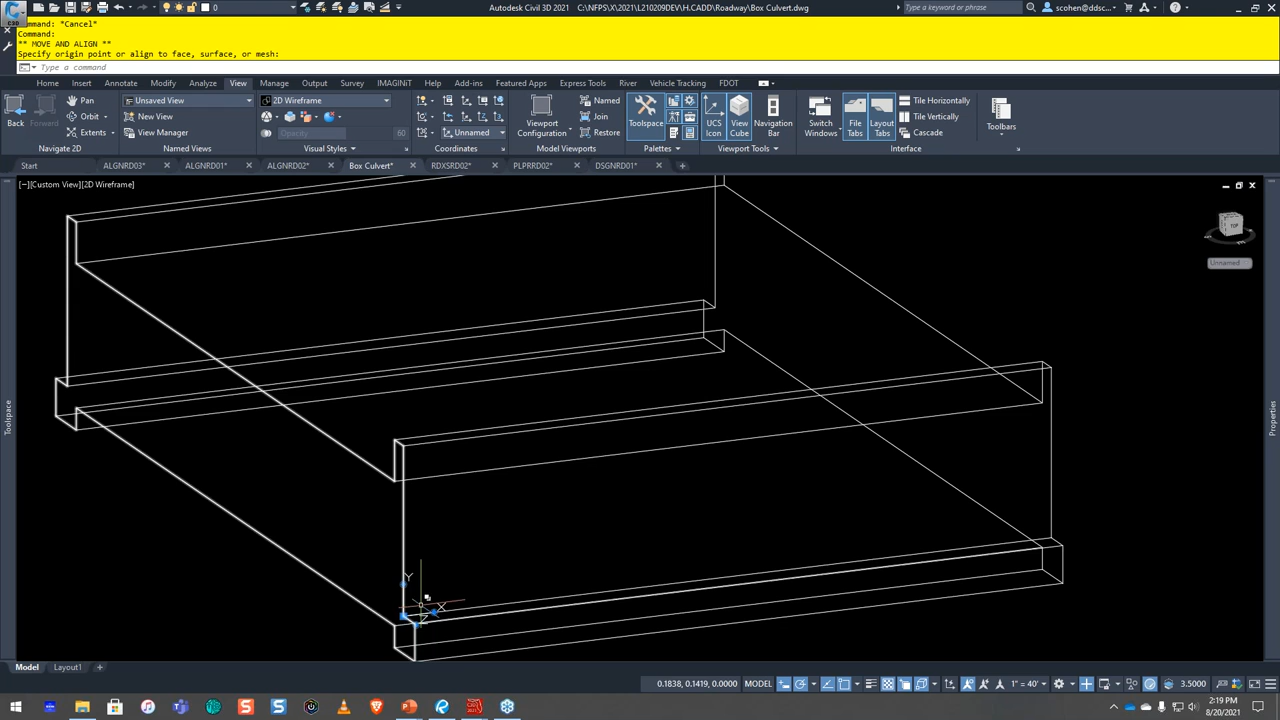 Autodesk Civil 3D 2021 C:\NFPS\X\2021\L210209DEV\H.CADD\Roadway\Box Culvert.dwg
Type a keyword or phrase
scohen@ddsc...
C3D
0
Command: *Cancel*
Command:
** MOVE AND ALIGN **
Specify origin point or align to face, surface, or mesh:
Type a command
Home Insert Annotate Modify View Manage Analyze Output Survey IMAGINiT Help Add-ins Featured Apps Express Tools River Vehicle Tracking FDOT
Back
Forward
Pan
Orbit
Extents
Navigate 2D
Unsaved View
New View
View Manager
Named Views
2D Wireframe
Opacity 60
Visual Styles
Unnamed
Coordinates
Viewport
Configuration
Named
Join
Restore
Model Viewports
Toolspace
Palettes
UCS
Icon
View
Cube
Navigation
Bar
Viewport Tools
Switch
Windows
File
Tabs
Layout
Tabs
Tile Horizontally
Tile Vertically
Cascade
Interface
Toolbars
Start ALGNRD03* ALGNRD01* ALGNRD02* Box Culvert* RDXSRD02* PLPRRD02* DSGNRD01*
[−][Custom View][2D Wireframe]
TOP
Unnamed
Toolspace
Properties
Y
X
Z
Model Layout1
0.1838, 0.1419, 0.0000 MODEL 1" = 40' 3.5000
2:19 PM
8/20/2021